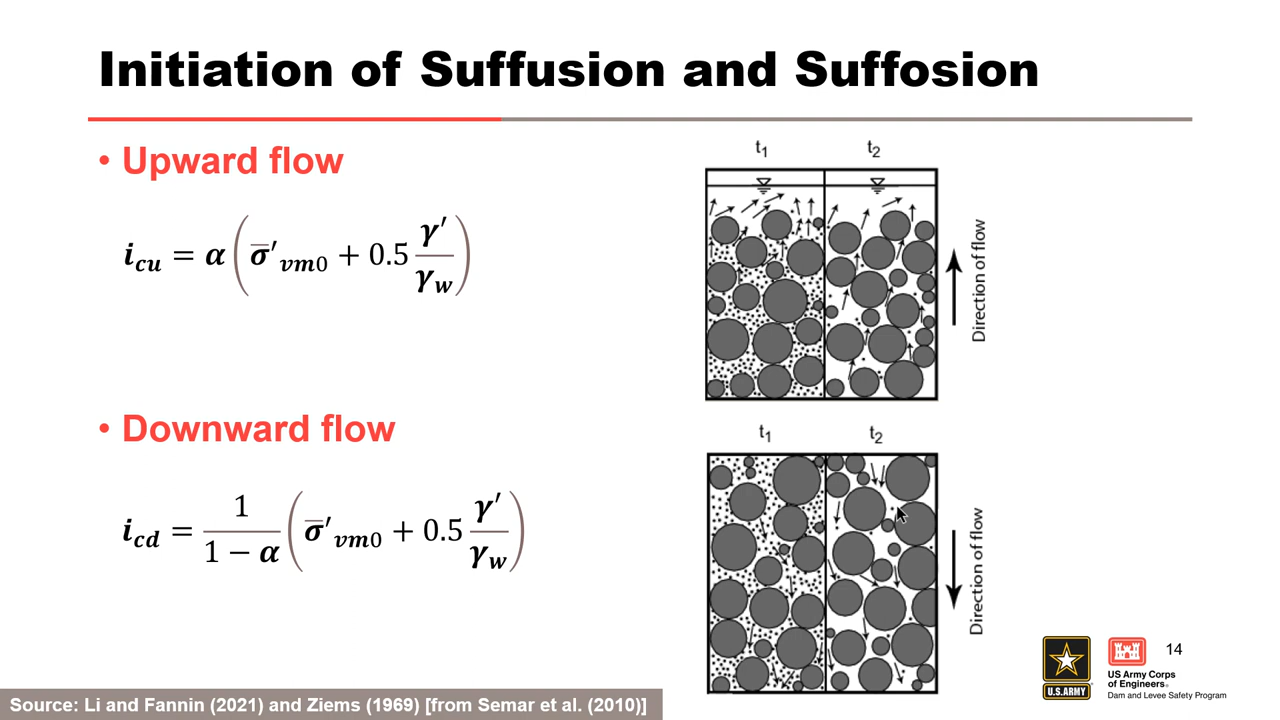 Initiation of Suffusion and Suffosion
• Upward flow
i_cu = α ( σ̅′_vm0 + 0.5 γ′/γ_w )
• Downward flow
i_cd = 1/(1 − α) ( σ̅′_vm0 + 0.5 γ′/γ_w )
t₁ t₂
Direction of flow
t₁ t₂
Direction of flow
U.S. ARMY
US Army Corps
of Engineers®
Dam and Levee Safety Program
14
Source: Li and Fannin (2021) and Ziems (1969) [from Semar et al. (2010)]